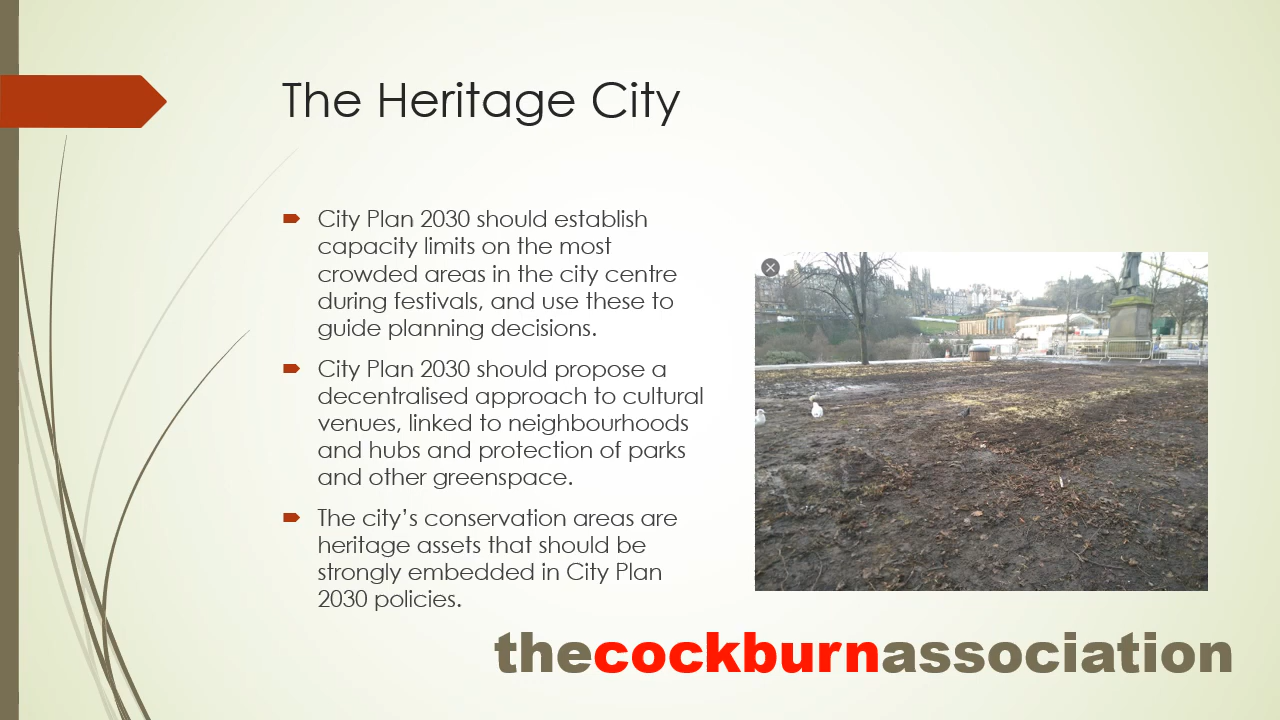 The Heritage City
City Plan 2030 should establish
capacity limits on the most
crowded areas in the city centre
during festivals, and use these to
guide planning decisions.
City Plan 2030 should propose a
decentralised approach to cultural
venues, linked to neighbourhoods
and hubs and protection of parks
and other greenspace.
The city’s conservation areas are
heritage assets that should be
strongly embedded in City Plan
2030 policies.
thecockburnassociation